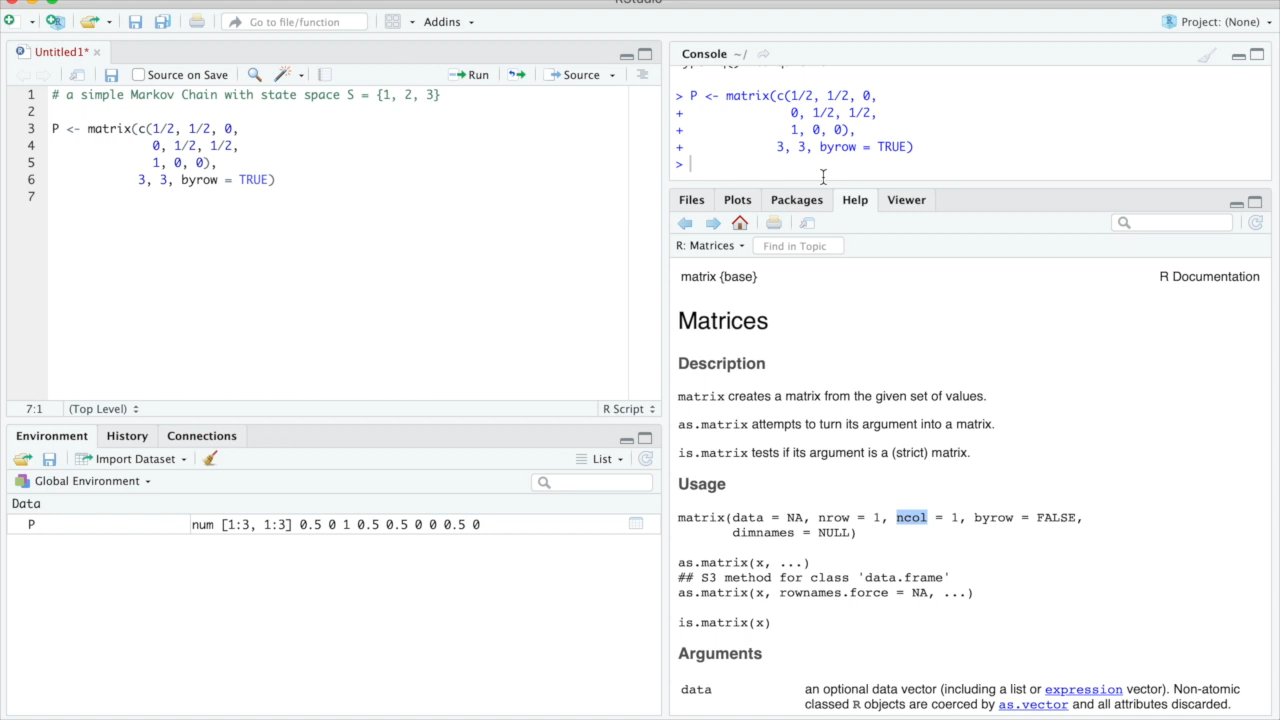 RStudio
Go to file/function
Addins
Project: (None)
Untitled1*
Source on Save
Run
Source
1 # a simple Markov Chain with state space S = {1, 2, 3}
2
3 P <- matrix(c(1/2, 1/2, 0,
4 0, 1/2, 1/2,
5 1, 0, 0),
6 3, 3, byrow = TRUE)
7
7:1 (Top Level) R Script
Environment History Connections
Import Dataset List
Global Environment
Data
P num [1:3, 1:3] 0.5 0 1 0.5 0.5 0 0 0.5 0
Console ~/
> P <- matrix(c(1/2, 1/2, 0,
+ 0, 1/2, 1/2,
+ 1, 0, 0),
+ 3, 3, byrow = TRUE)
>
Files Plots Packages Help Viewer
R: Matrices Find in Topic
matrix {base} R Documentation
Matrices
Description
matrix creates a matrix from the given set of values.
as.matrix attempts to turn its argument into a matrix.
is.matrix tests if its argument is a (strict) matrix.
Usage
matrix(data = NA, nrow = 1, ncol = 1, byrow = FALSE,
dimnames = NULL)
as.matrix(x, ...)
## S3 method for class 'data.frame'
as.matrix(x, rownames.force = NA, ...)
is.matrix(x)
Arguments
data an optional data vector (including a list or expression vector). Non-atomic
classed R objects are coerced by as.vector and all attributes discarded.